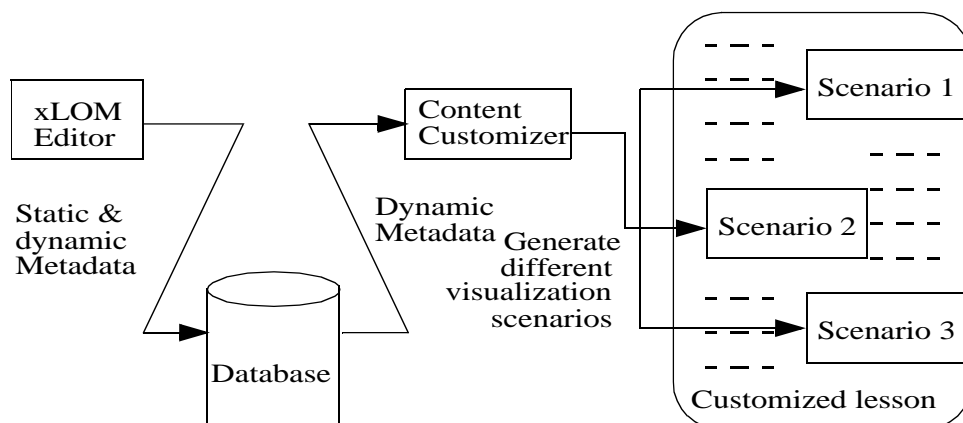 xLOM
Editor
Static &
dynamic
Metadata
Database
Dynamic
Metadata
Content
Customizer
Generate
different
visualization
scenarios
Scenario 1
Scenario 2
Scenario 3
Customized lesson